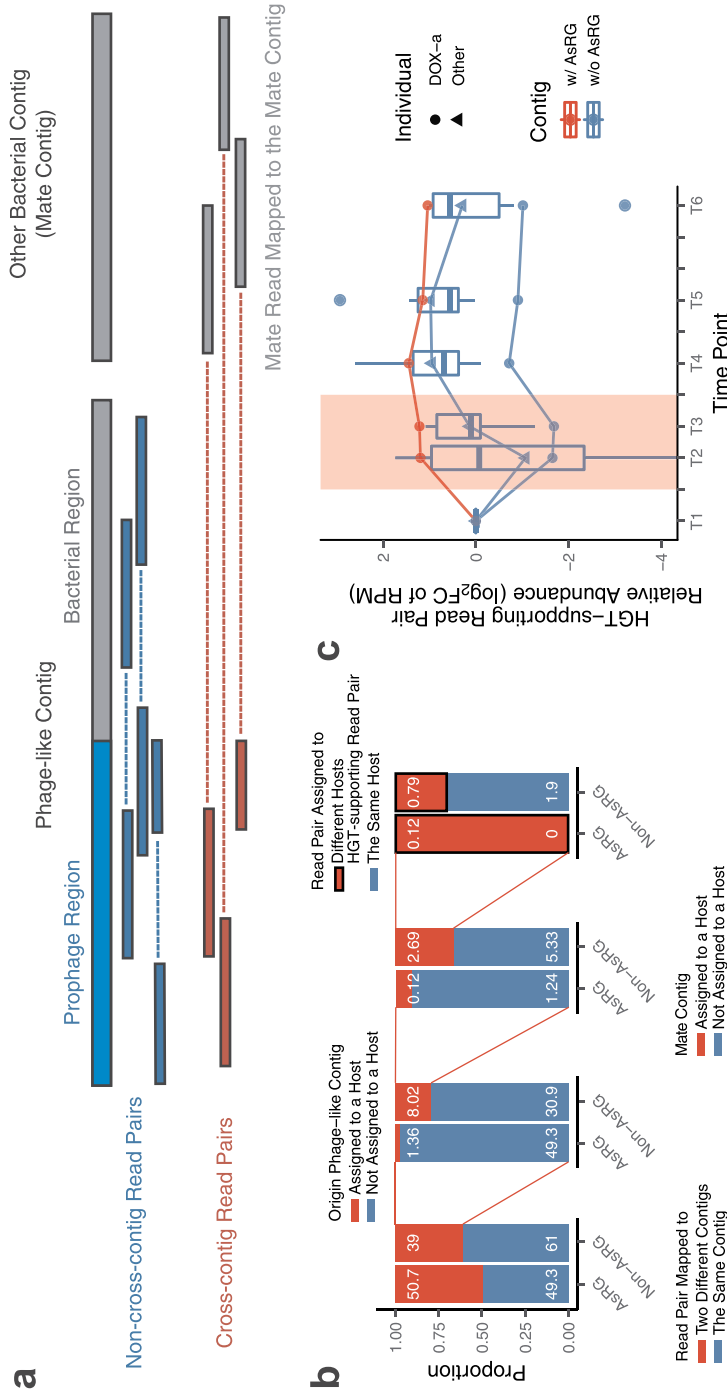 a
Phage-like Contig
Other Bacterial Contig
(Mate Contig)
Prophage Region
Bacterial Region
Non-cross-contig Read Pairs
Cross-contig Read Pairs
Mate Read Mapped to the Mate Contig
b
Proportion
1.00
0.75
0.50
0.25
0.00
50.7
49.3
39
61
AsRG
Non−AsRG
Read Pair Mapped to
Two Different Contigs
The Same Contig
Origin Phage−like Contig
Assigned to a Host
Not Assigned to a Host
1.36
49.3
8.02
30.9
AsRG
Non−AsRG
0.12
1.24
2.69
5.33
AsRG
Non−AsRG
Mate Contig
Assigned to a Host
Not Assigned to a Host
Read Pair Assigned to
Different Hosts
HGT−supporting Read Pair
The Same Host
0.12
0
0.79
1.9
AsRG
Non−AsRG
c
HGT−supporting Read Pair
Relative Abundance (log2FC of RPM)
2
0
−2
−4
T1
T2
T3
T4
T5
T6
Time Point
Individual
DOX−a
Other
Contig
w/ AsRG
w/o AsRG